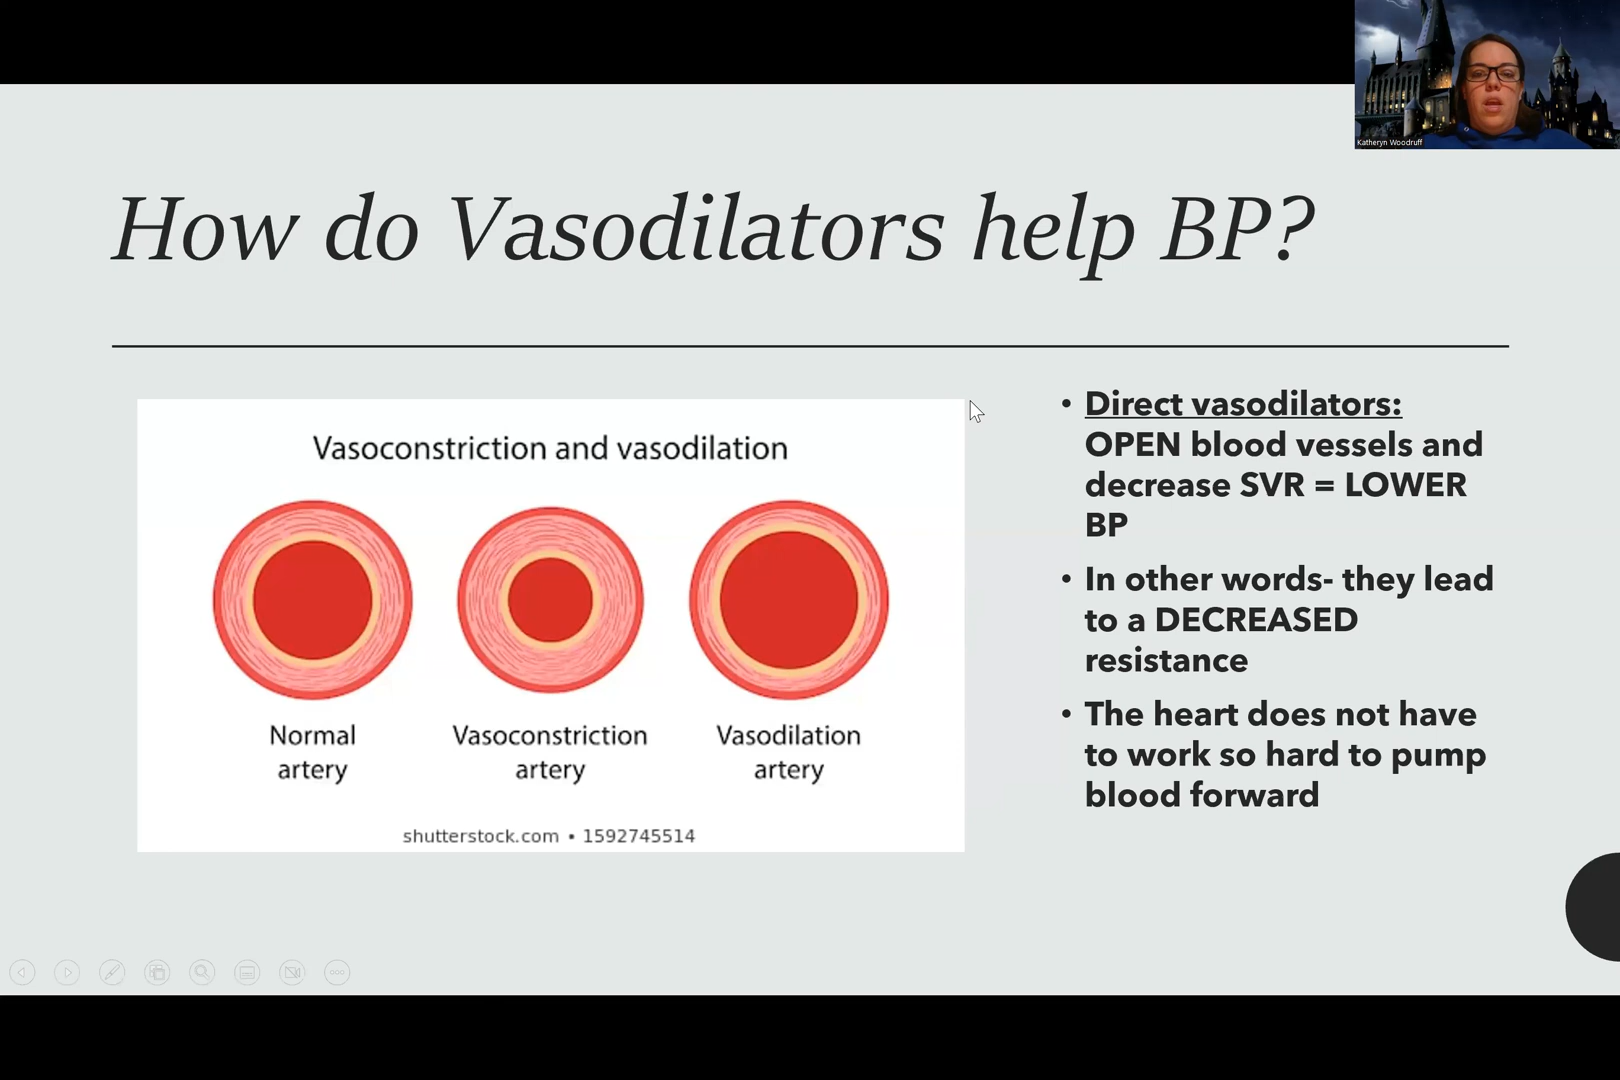 Katheryn Woodruff
How do Vasodilators help BP?
Vasoconstriction and vasodilation
Normal
artery
Vasoconstriction
artery
Vasodilation
artery
shutterstock.com • 1592745514
• Direct vasodilators:
OPEN blood vessels and
decrease SVR = LOWER
BP
• In other words- they lead
to a DECREASED
resistance
• The heart does not have
to work so hard to pump
blood forward